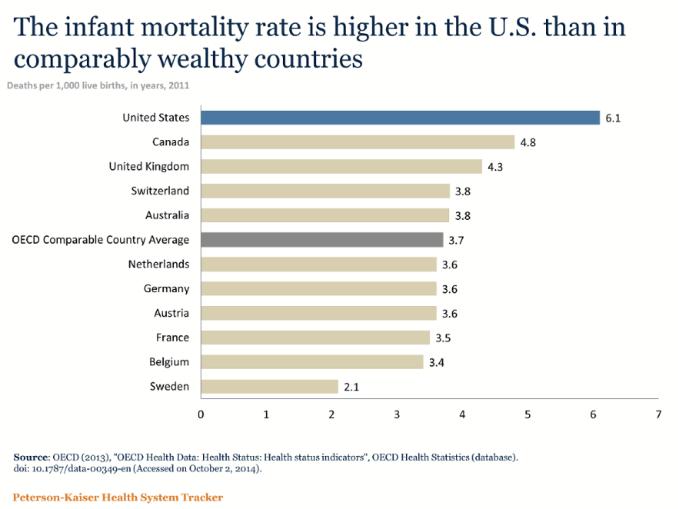 The infant mortality rate is higher in the U.S. than in
comparably wealthy countries
Deaths per 1,000 live births, in years, 2011
United States 6.1
Canada 4.8
United Kingdom 4.3
Switzerland 3.8
Australia 3.8
OECD Comparable Country Average 3.7
Netherlands 3.6
Germany 3.6
Austria 3.6
France 3.5
Belgium 3.4
Sweden 2.1
0 1 2 3 4 5 6 7
Source: OECD (2013), "OECD Health Data: Health Status: Health status indicators", OECD Health Statistics (database).
doi: 10.1787/data-00349-en (Accessed on October 2, 2014).
Peterson-Kaiser Health System Tracker